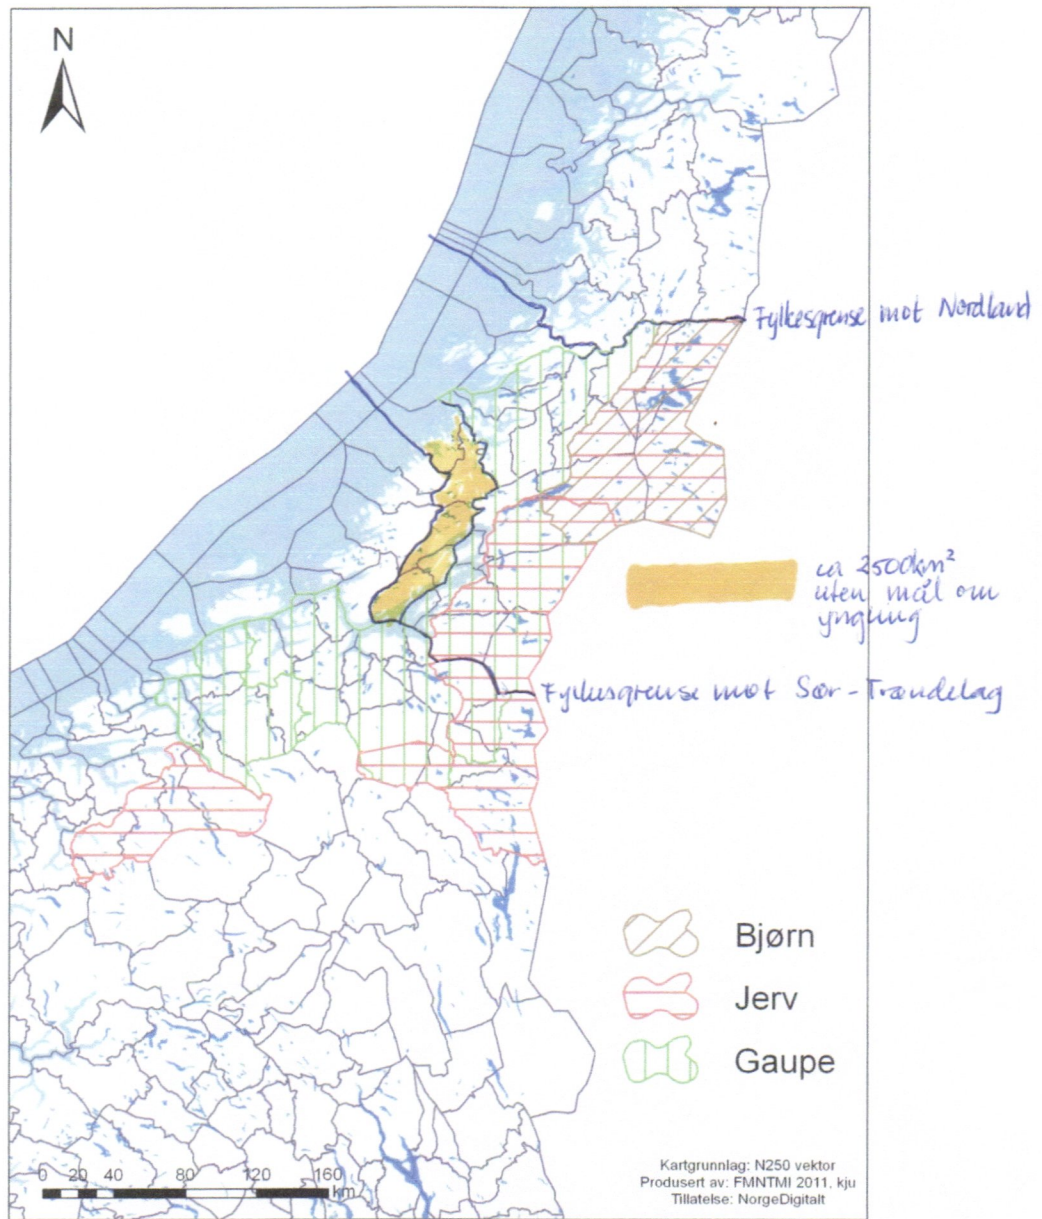 N
Fylkesgrense mot Nordland
ca 2500km²
uten mål om
yngling
Fylkesgrense mot Sør-Trøndelag
Bjørn
Jerv
Gaupe
0 20 40 80 120 160
km
Kartgrunnlag: N250 vektor
Produsert av: FMNTMI 2011, kju
Tillatelse: NorgeDigitalt